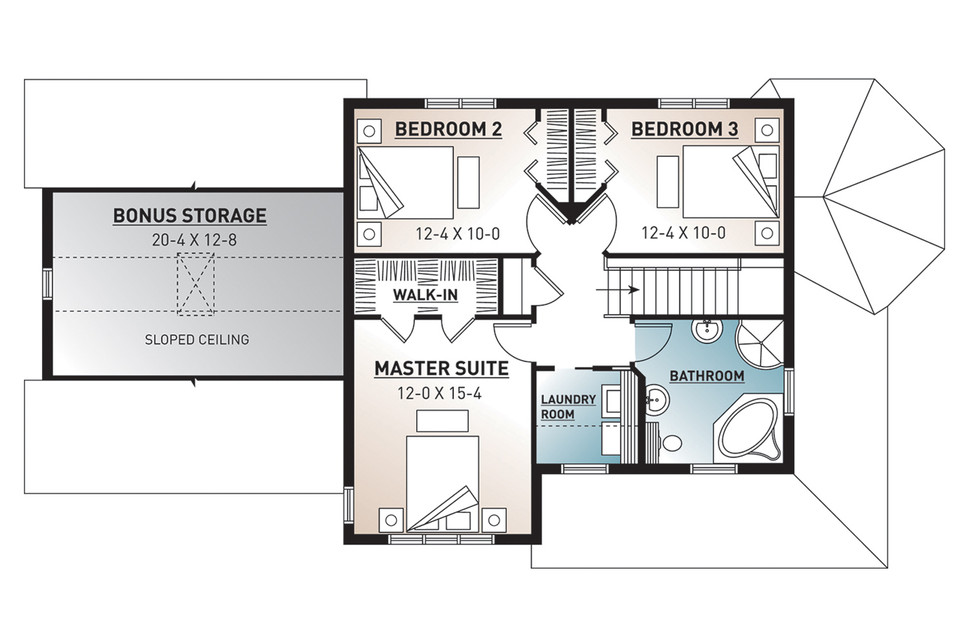 BEDROOM 2
12-4 X 10-0
BEDROOM 3
12-4 X 10-0
BONUS STORAGE
20-4 X 12-8
SLOPED CEILING
WALK-IN
MASTER SUITE
12-0 X 15-4
LAUNDRY
ROOM
BATHROOM